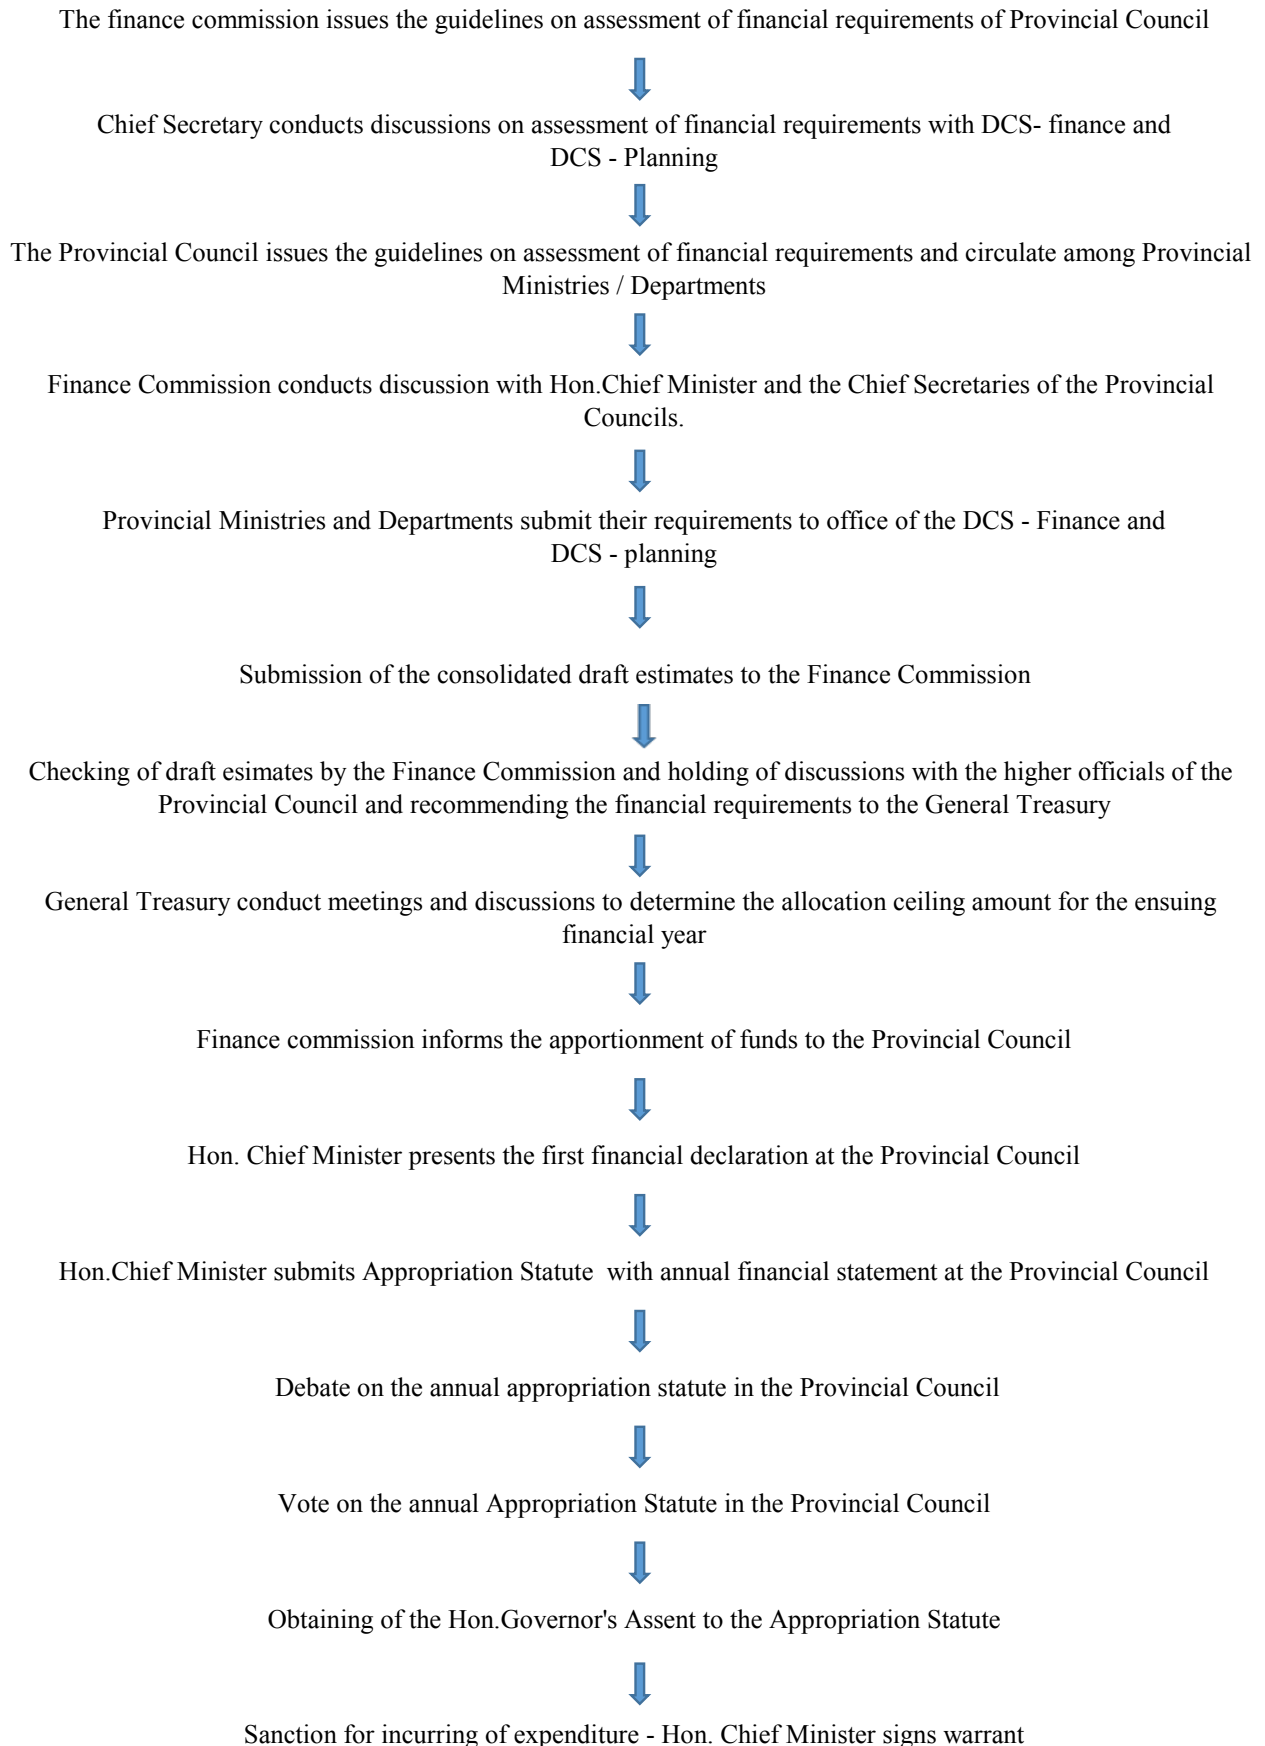 The finance commission issues the guidelines on assessment of financial requirements of Provincial Council
Chief Secretary conducts discussions on assessment of financial requirements with DCS- finance and
DCS - Planning
The Provincial Council issues the guidelines on assessment of financial requirements and circulate among Provincial
Ministries / Departments
Finance Commission conducts discussion with Hon.Chief Minister and the Chief Secretaries of the Provincial
Councils.
Provincial Ministries and Departments submit their requirements to office of the DCS - Finance and
DCS - planning
Submission of the consolidated draft estimates to the Finance Commission
Checking of draft esimates by the Finance Commission and holding of discussions with the higher officials of the
Provincial Council and recommending the financial requirements to the General Treasury
General Treasury conduct meetings and discussions to determine the allocation ceiling amount for the ensuing
financial year
Finance commission informs the apportionment of funds to the Provincial Council
Hon. Chief Minister presents the first financial declaration at the Provincial Council
Hon.Chief Minister submits Appropriation Statute  with annual financial statement at the Provincial Council
Debate on the annual appropriation statute in the Provincial Council
Vote on the annual Appropriation Statute in the Provincial Council
Obtaining of the Hon.Governor's Assent to the Appropriation Statute
Sanction for incurring of expenditure - Hon. Chief Minister signs warrant